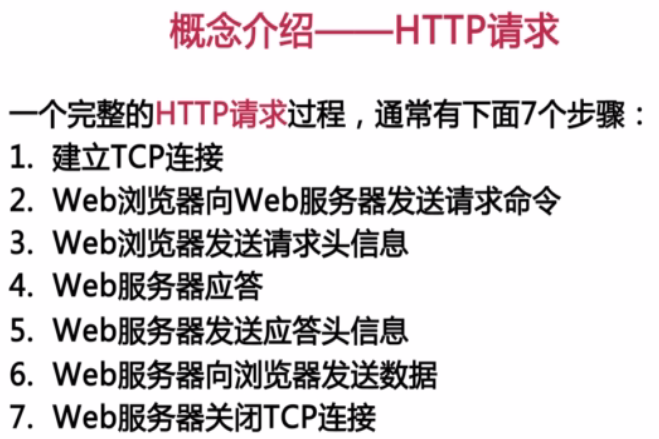 概念介绍——HTTP请求
一个完整的HTTP请求过程，通常有下面7个步骤：
1. 建立TCP连接
2. Web浏览器向Web服务器发送请求命令
3. Web浏览器发送请求头信息
4. Web服务器应答
5. Web服务器发送应答头信息
6. Web服务器向浏览器发送数据
7. Web服务器关闭TCP连接